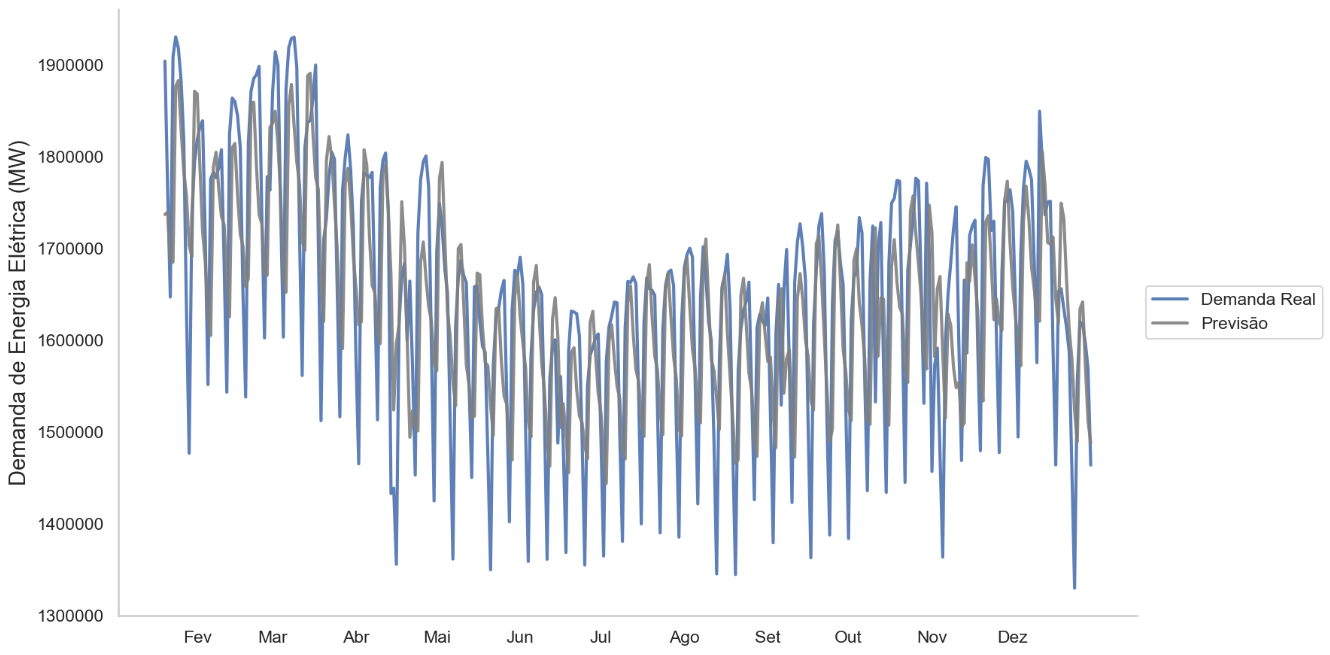 Demanda de Energia Elétrica (MW)
1900000
1800000
1700000
1600000
1500000
1400000
1300000
Fev Mar Abr Mai Jun Jul Ago Set Out Nov Dez
Demanda Real
Previsão